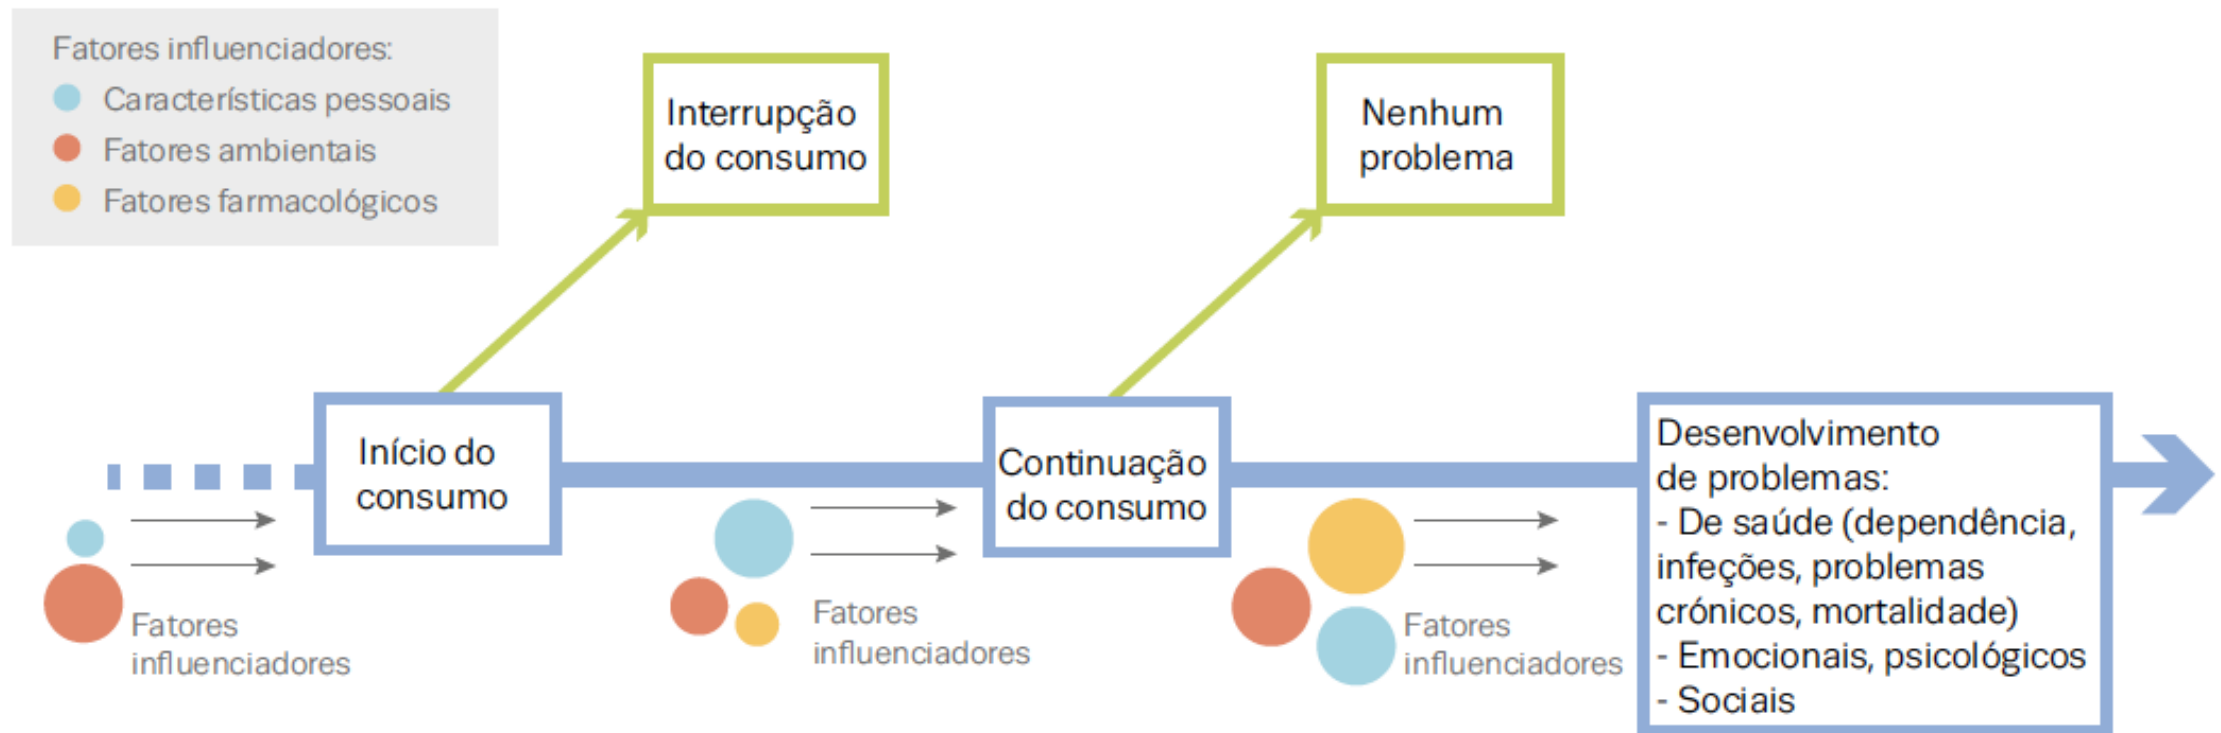 Fatores influenciadores:
Características pessoais
Fatores ambientais
Fatores farmacológicos
Interrupção
do consumo
Nenhum
problema
Início do
consumo
Continuação
do consumo
Desenvolvimento
de problemas:
- De saúde (dependência,
infeções, problemas
crónicos, mortalidade)
- Emocionais, psicológicos
- Sociais
Fatores
influenciadores
Fatores
influenciadores
Fatores
influenciadores